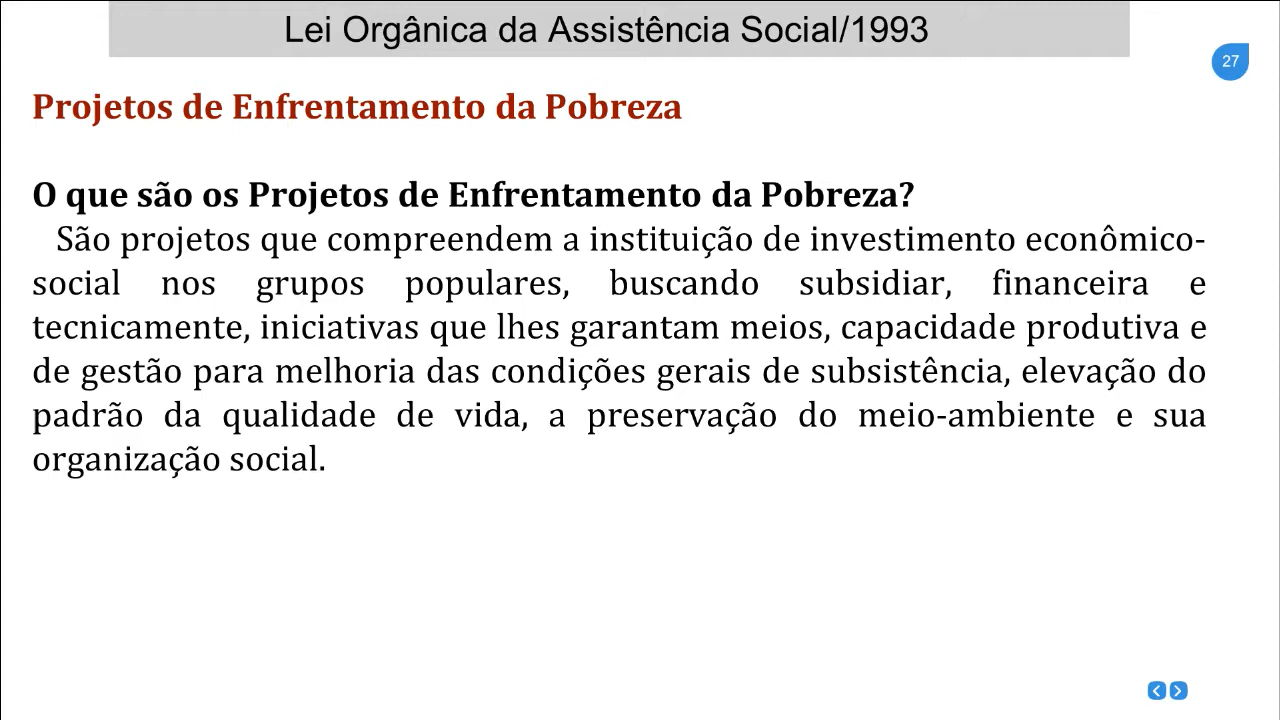 Lei Orgânica da Assistência Social/1993
27
Projetos de Enfrentamento da Pobreza
O que são os Projetos de Enfrentamento da Pobreza?
São projetos que compreendem a instituição de investimento econômico-
social nos grupos populares, buscando subsidiar, financeira e
tecnicamente, iniciativas que lhes garantam meios, capacidade produtiva e
de gestão para melhoria das condições gerais de subsistência, elevação do
padrão da qualidade de vida, a preservação do meio-ambiente e sua
organização social.